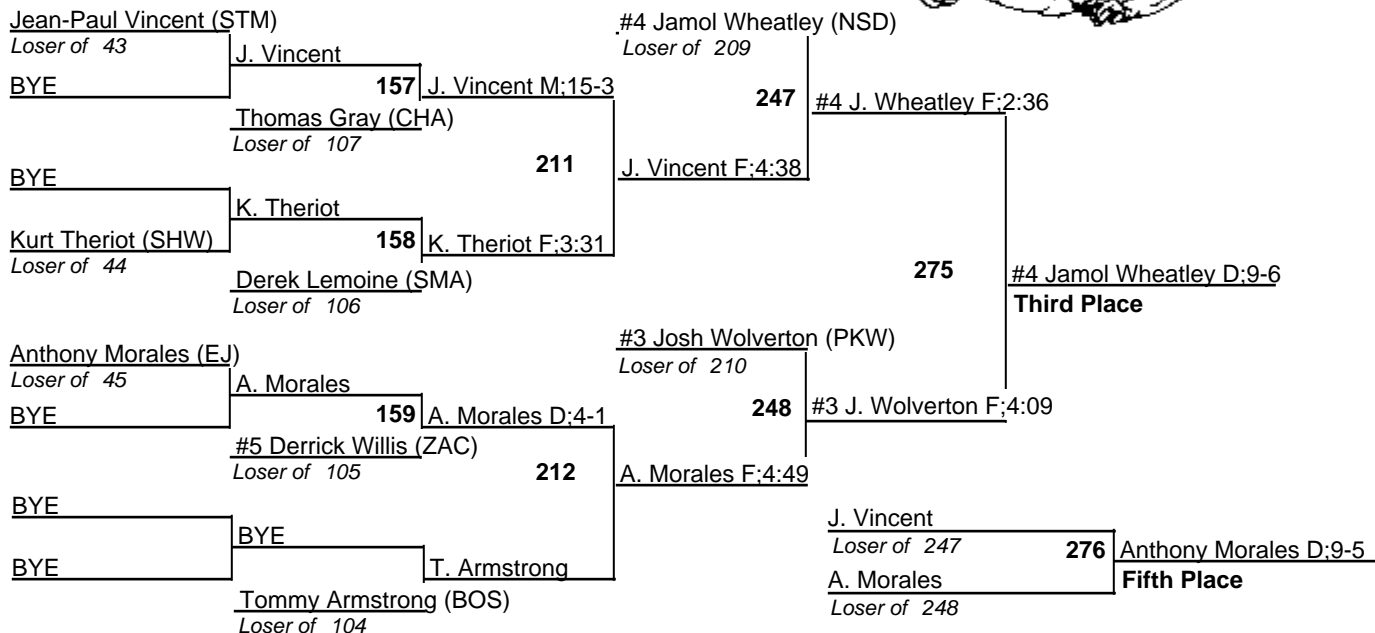 Jean-Paul Vincent (STM)
Loser of 43
J. Vincent
BYE
157
J. Vincent M;15-3
Thomas Gray (CHA)
Loser of 107
211
BYE
K. Theriot
Kurt Theriot (SHW)
Loser of 44
158
K. Theriot F;3:31
Derek Lemoine (SMA)
Loser of 106
#4 Jamol Wheatley (NSD)
Loser of 209
247
#4 J. Wheatley F;2:36
J. Vincent F;4:38
275
#4 Jamol Wheatley D;9-6
Third Place
Anthony Morales (EJ)
Loser of 45
A. Morales
BYE
159
A. Morales D;4-1
#5 Derrick Willis (ZAC)
Loser of 105
212
BYE
BYE
BYE
T. Armstrong
Tommy Armstrong (BOS)
Loser of 104
#3 Josh Wolverton (PKW)
Loser of 210
248
#3 J. Wolverton F;4:09
A. Morales F;4:49
J. Vincent
Loser of 247
276
Anthony Morales D;9-5
A. Morales
Fifth Place
Loser of 248